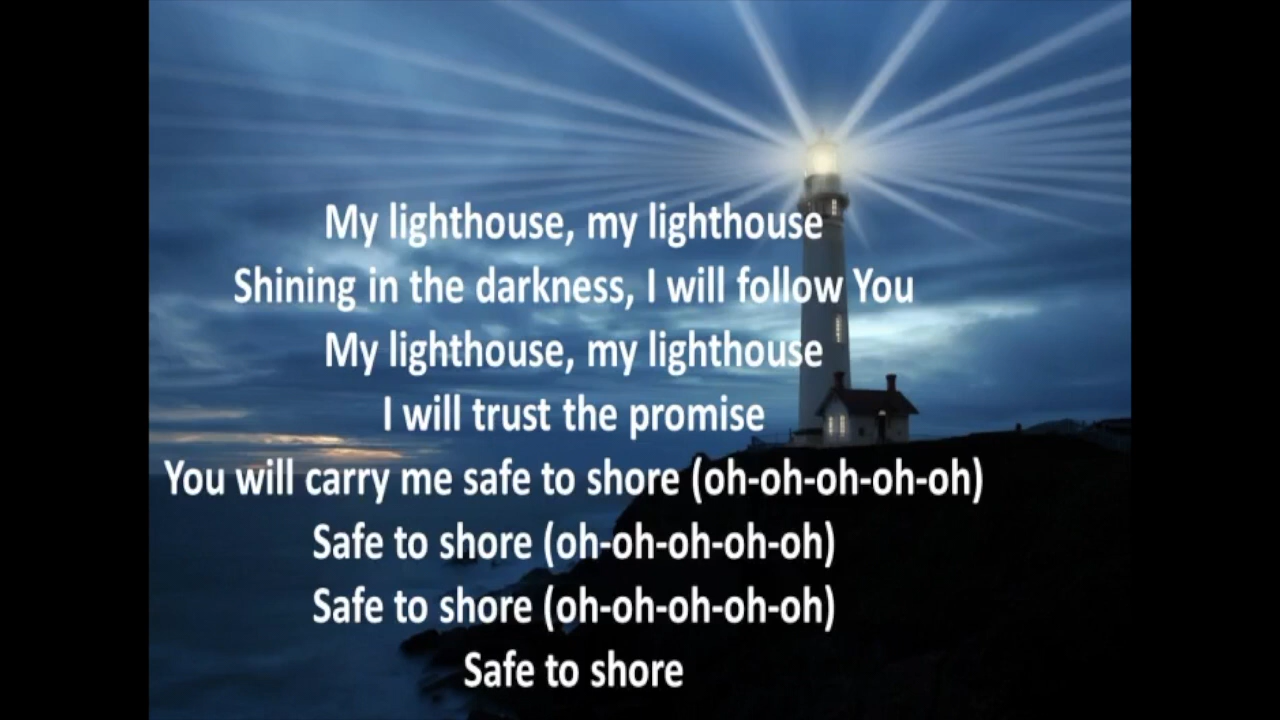 My lighthouse, my lighthouse
Shining in the darkness, I will follow You
My lighthouse, my lighthouse
I will trust the promise
You will carry me safe to shore (oh-oh-oh-oh-oh)
Safe to shore (oh-oh-oh-oh-oh)
Safe to shore (oh-oh-oh-oh-oh)
Safe to shore